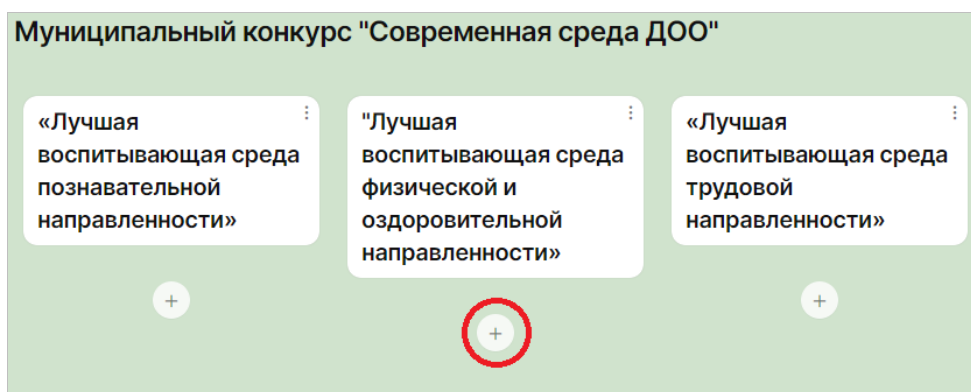 Муниципальный конкурс "Современная среда ДОО"
«Лучшая
воспитывающая среда
познавательной
направленности»
"Лучшая
воспитывающая среда
физической и
оздоровительной
направленности»
«Лучшая
воспитывающая среда
трудовой
направленности»
+
+
+